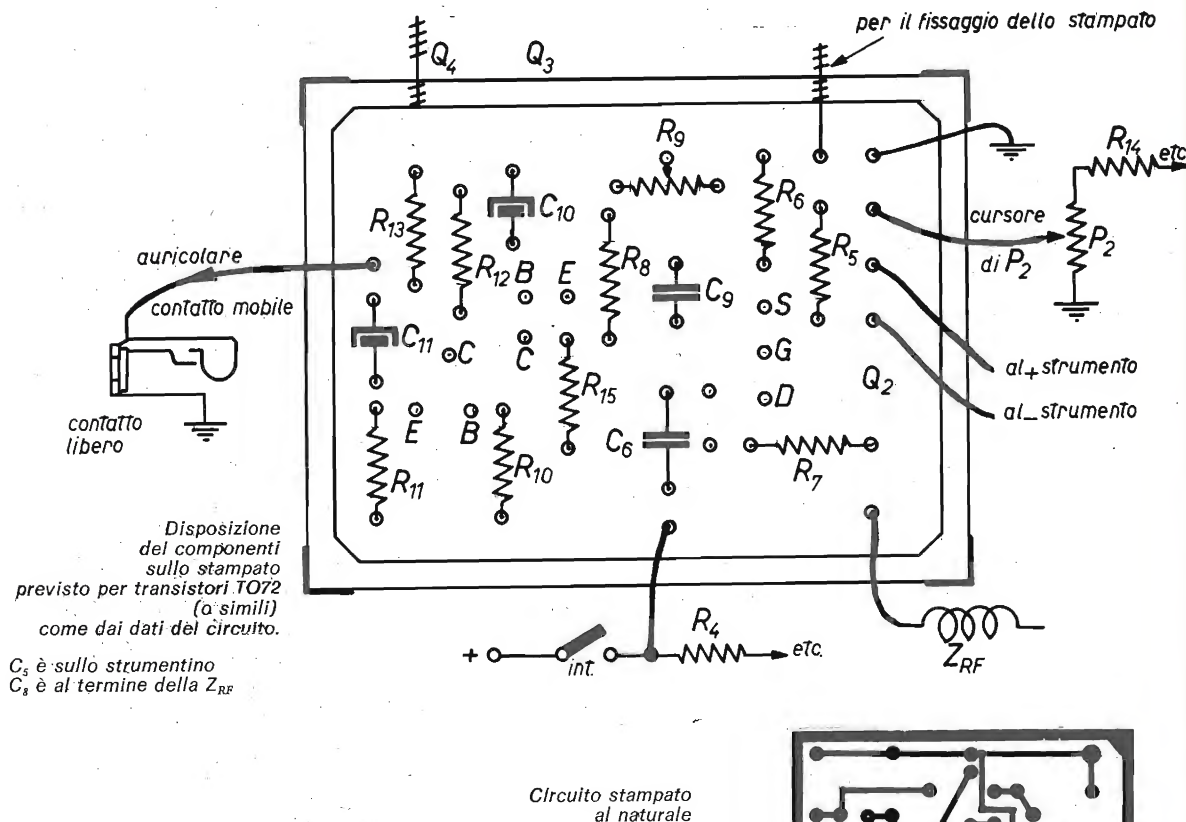 per il fissaggio dello stampato
Q4
Q3
R9
R14
etc
R13
C10
R6
cursore
P2
di P2
auricolare
R12
B
E
R8
R5
contatto mobile
C9
S
C11
C
C
G
al + strumento
R15
D
Q2
al - strumento
contatto
libero
E
B
C6
R11
R10
R7
Disposizione
del componenti
sullo stampato
previsto per transistori TO72
(o simili)
come dai dati del circuito.
R4
+
int.
etc.
ZRF
C5 è sullo strumentino
C8 è al termine della ZRF
Circuito stampato
al naturale